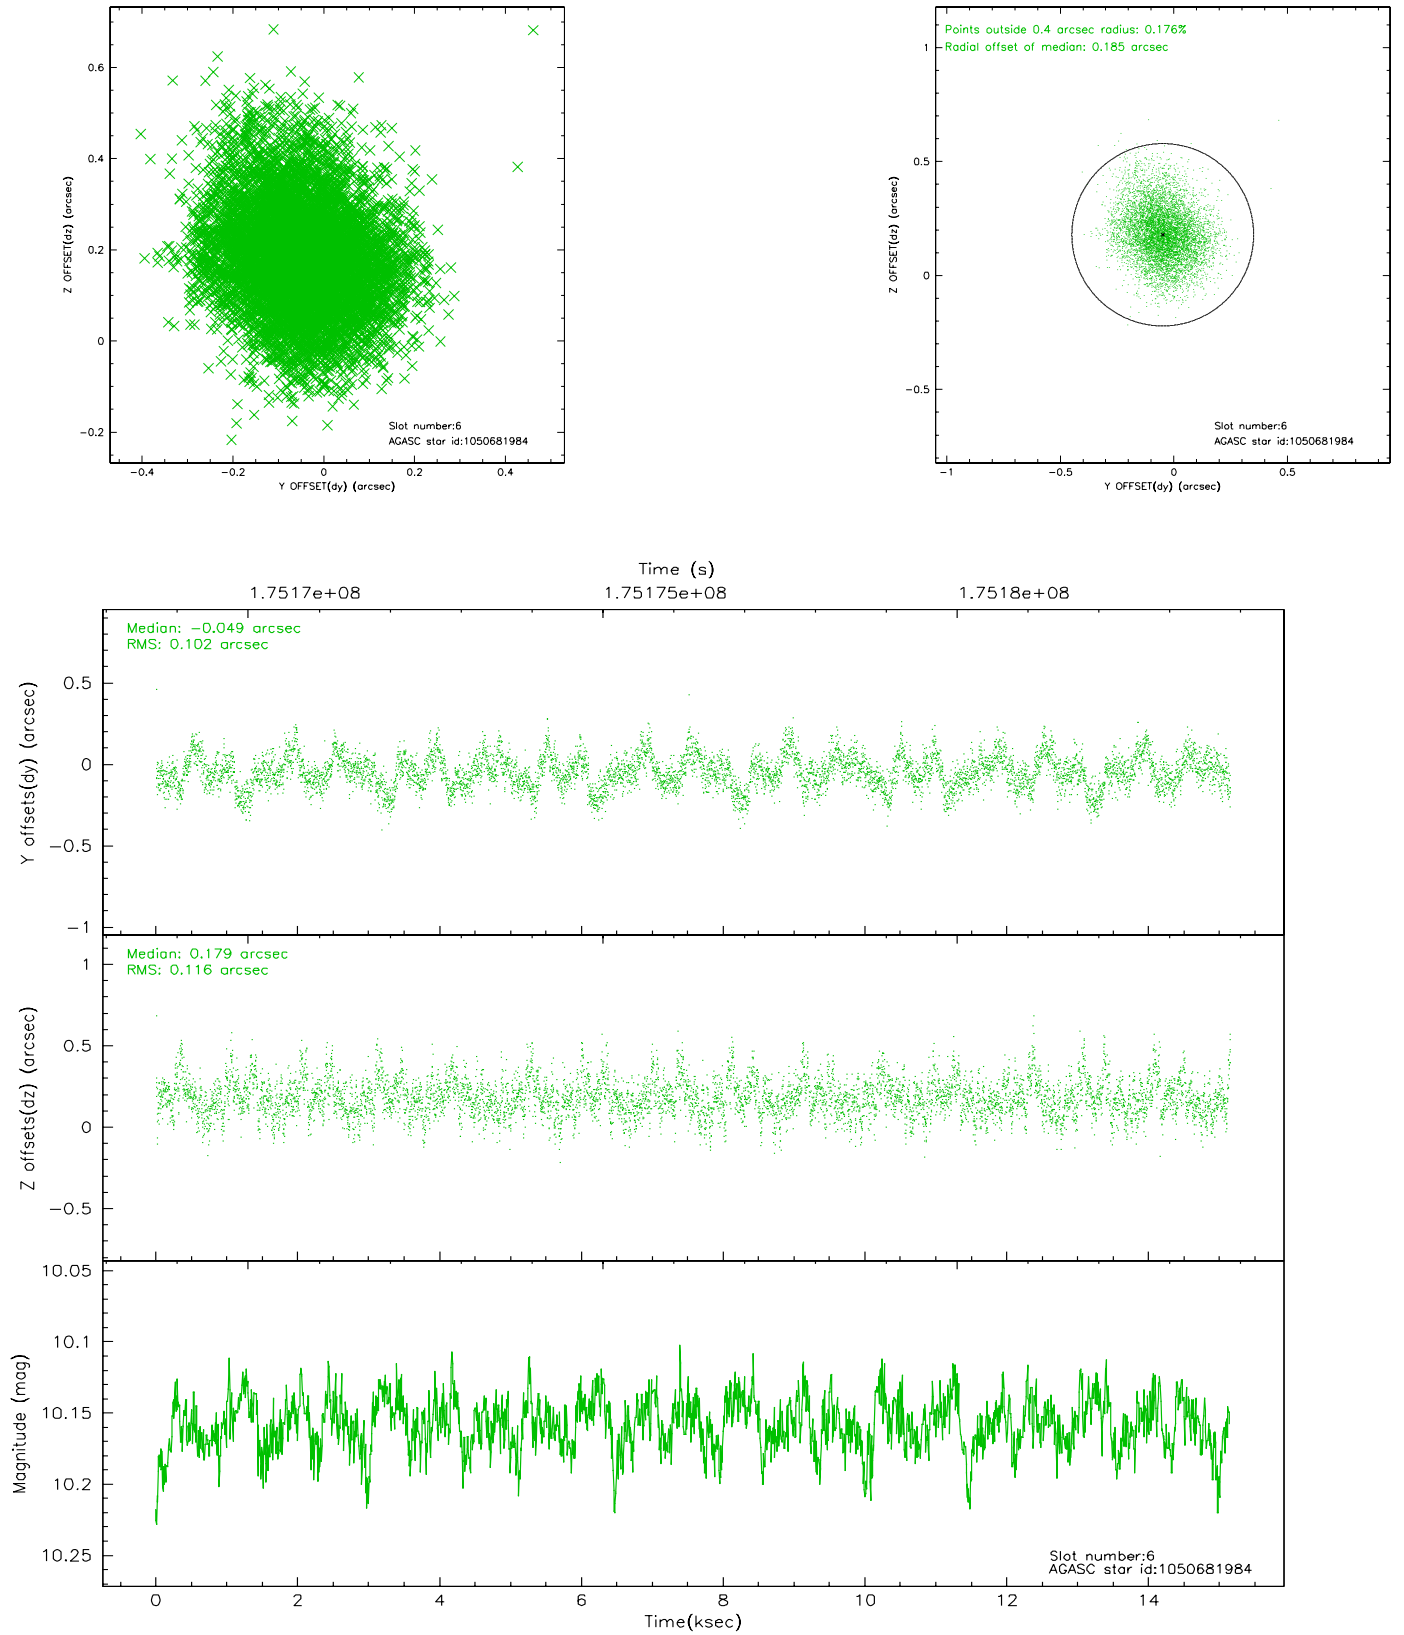 0.6
0.4
0.2
0
−0.2
Z OFFSET(dz) (arcsec)
−0.4 −0.2 0 0.2 0.4
Y OFFSET(dy) (arcsec)
Slot number:6
AGASC star id:1050681984
Points outside 0.4 arcsec radius: 0.176%
Radial offset of median: 0.185 arcsec
1
0.5
0
−0.5
Z OFFSET(dz) (arcsec)
−1 −0.5 0 0.5
Y OFFSET(dy) (arcsec)
Slot number:6
AGASC star id:1050681984
Time (s)
1.7517e+08 1.75175e+08 1.7518e+08
Median: −0.049 arcsec
RMS: 0.102 arcsec
0.5
0
−0.5
−1
Y offsets(dy) (arcsec)
Median: 0.179 arcsec
RMS: 0.116 arcsec
1
0.5
0
−0.5
Z offsets(dz) (arcsec)
10.05
10.1
10.15
10.2
10.25
Magnitude (mag)
Slot number:6
AGASC star id:1050681984
0 2 4 6 8 10 12 14
Time(ksec)